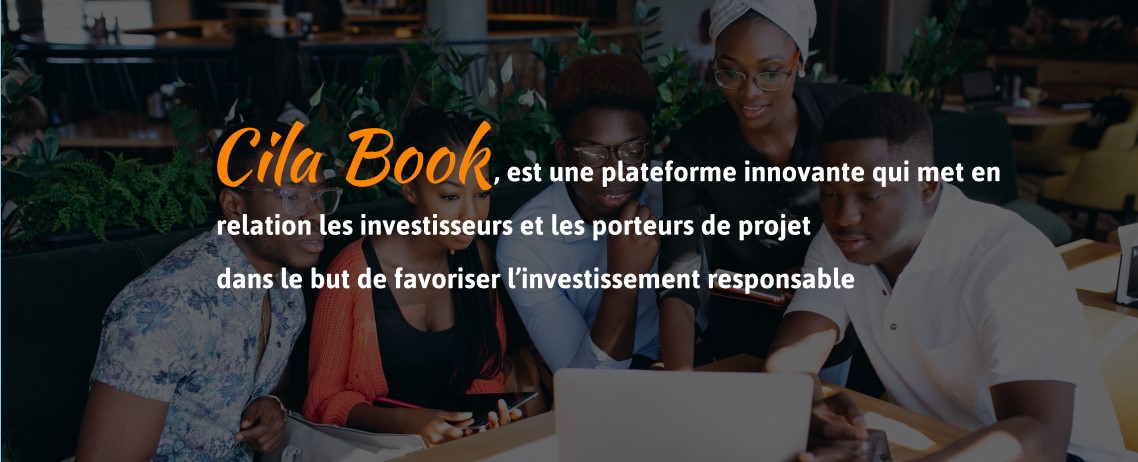 Cila Book, est une plateforme innovante qui met en
relation les investisseurs et les porteurs de projet
dans le but de favoriser l’investissement responsable